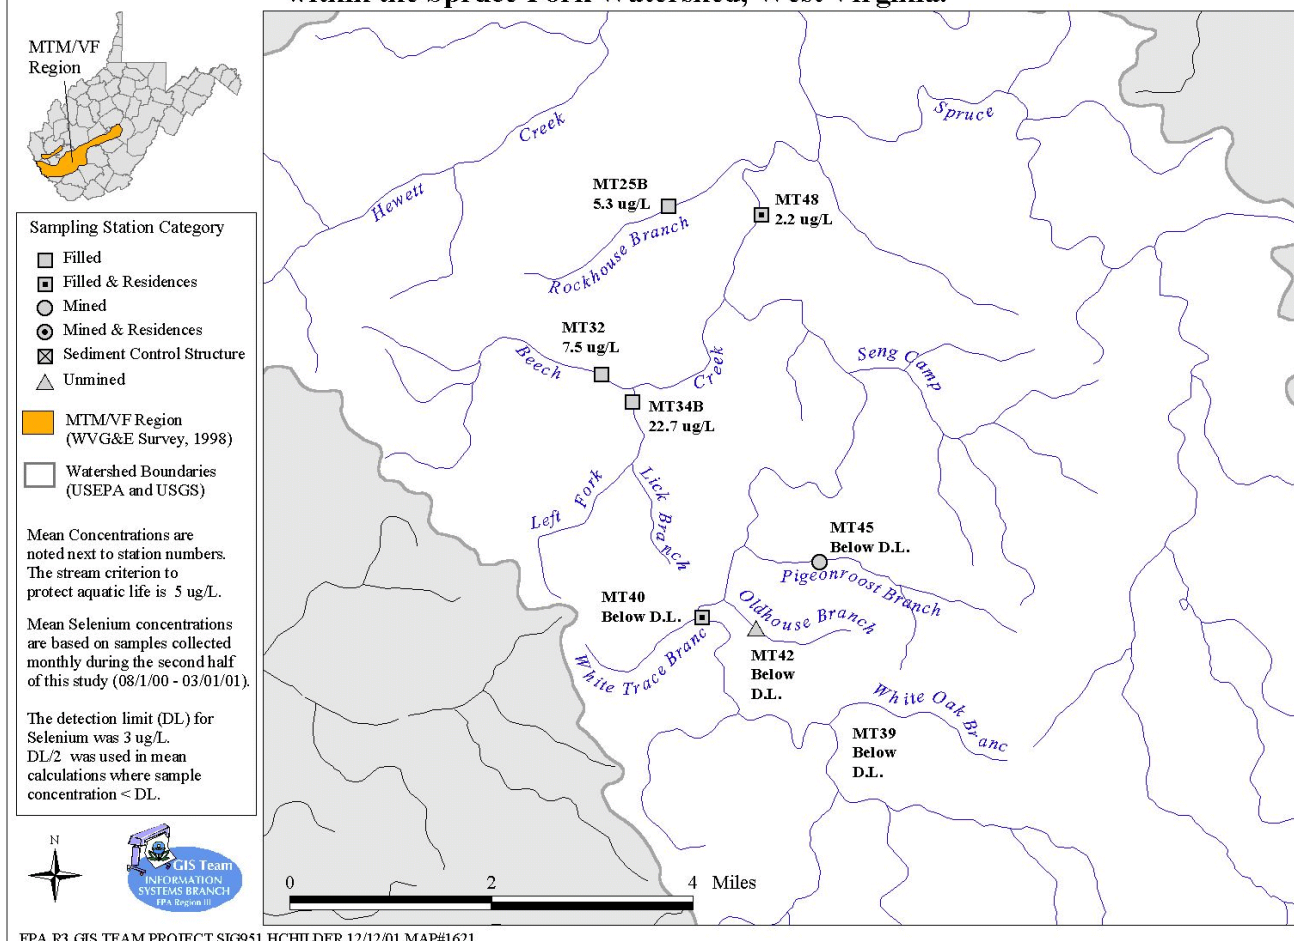 within the Spruce Fork Watershed, West Virginia.
MTM/VF
Region
Sampling Station Category
Filled
Filled & Residences
Mined
Mined & Residences
Sediment Control Structure
Unmined
MTM/VF Region
(WVG&E Survey, 1998)
Watershed Boundaries
(USEPA and USGS)
Mean Concentrations are
noted next to station numbers.
The stream criterion to
protect aquatic life is 5 ug/L.
Mean Selenium concentrations
are based on samples collected
monthly during the second half
of this study (08/1/00 - 03/01/01).
The detection limit (DL) for
Selenium was 3 ug/L.
DL/2 was used in mean
calculations where sample
concentration < DL.
N
GIS Team
INFORMATION
SYSTEMS BRANCH
EPA Region III
Hewett Creek
Spruce
MT25B
5.3 ug/L
Rockhouse Branch
MT48
2.2 ug/L
MT32
7.5 ug/L
Beech Creek
MT34B
22.7 ug/L
Seng Camp
Left Fork
Lick Branch
MT45
Below D.L.
Pigeonroost Branch
MT40
Below D.L.
Oldhouse Branch
MT42
Below
D.L.
White Trace Branc
White Oak Branc
MT39
Below
D.L.
0 2 4 Miles
EPA R3 GIS TEAM PROJECT SIG951 HCHILDER 12/12/01 MAP#1621